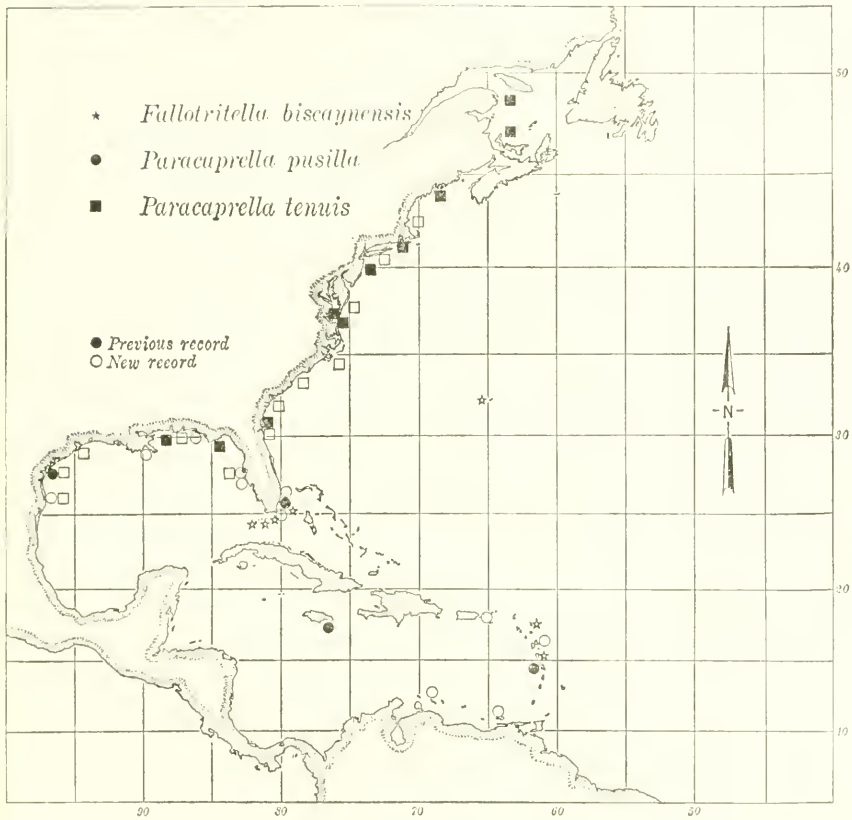 Fallotritella biscaynensis
Paracaprella pusilla
Paracaprella tenuis
Previous record
New record
50
40
30
20
10
N
90
80
70
60
50